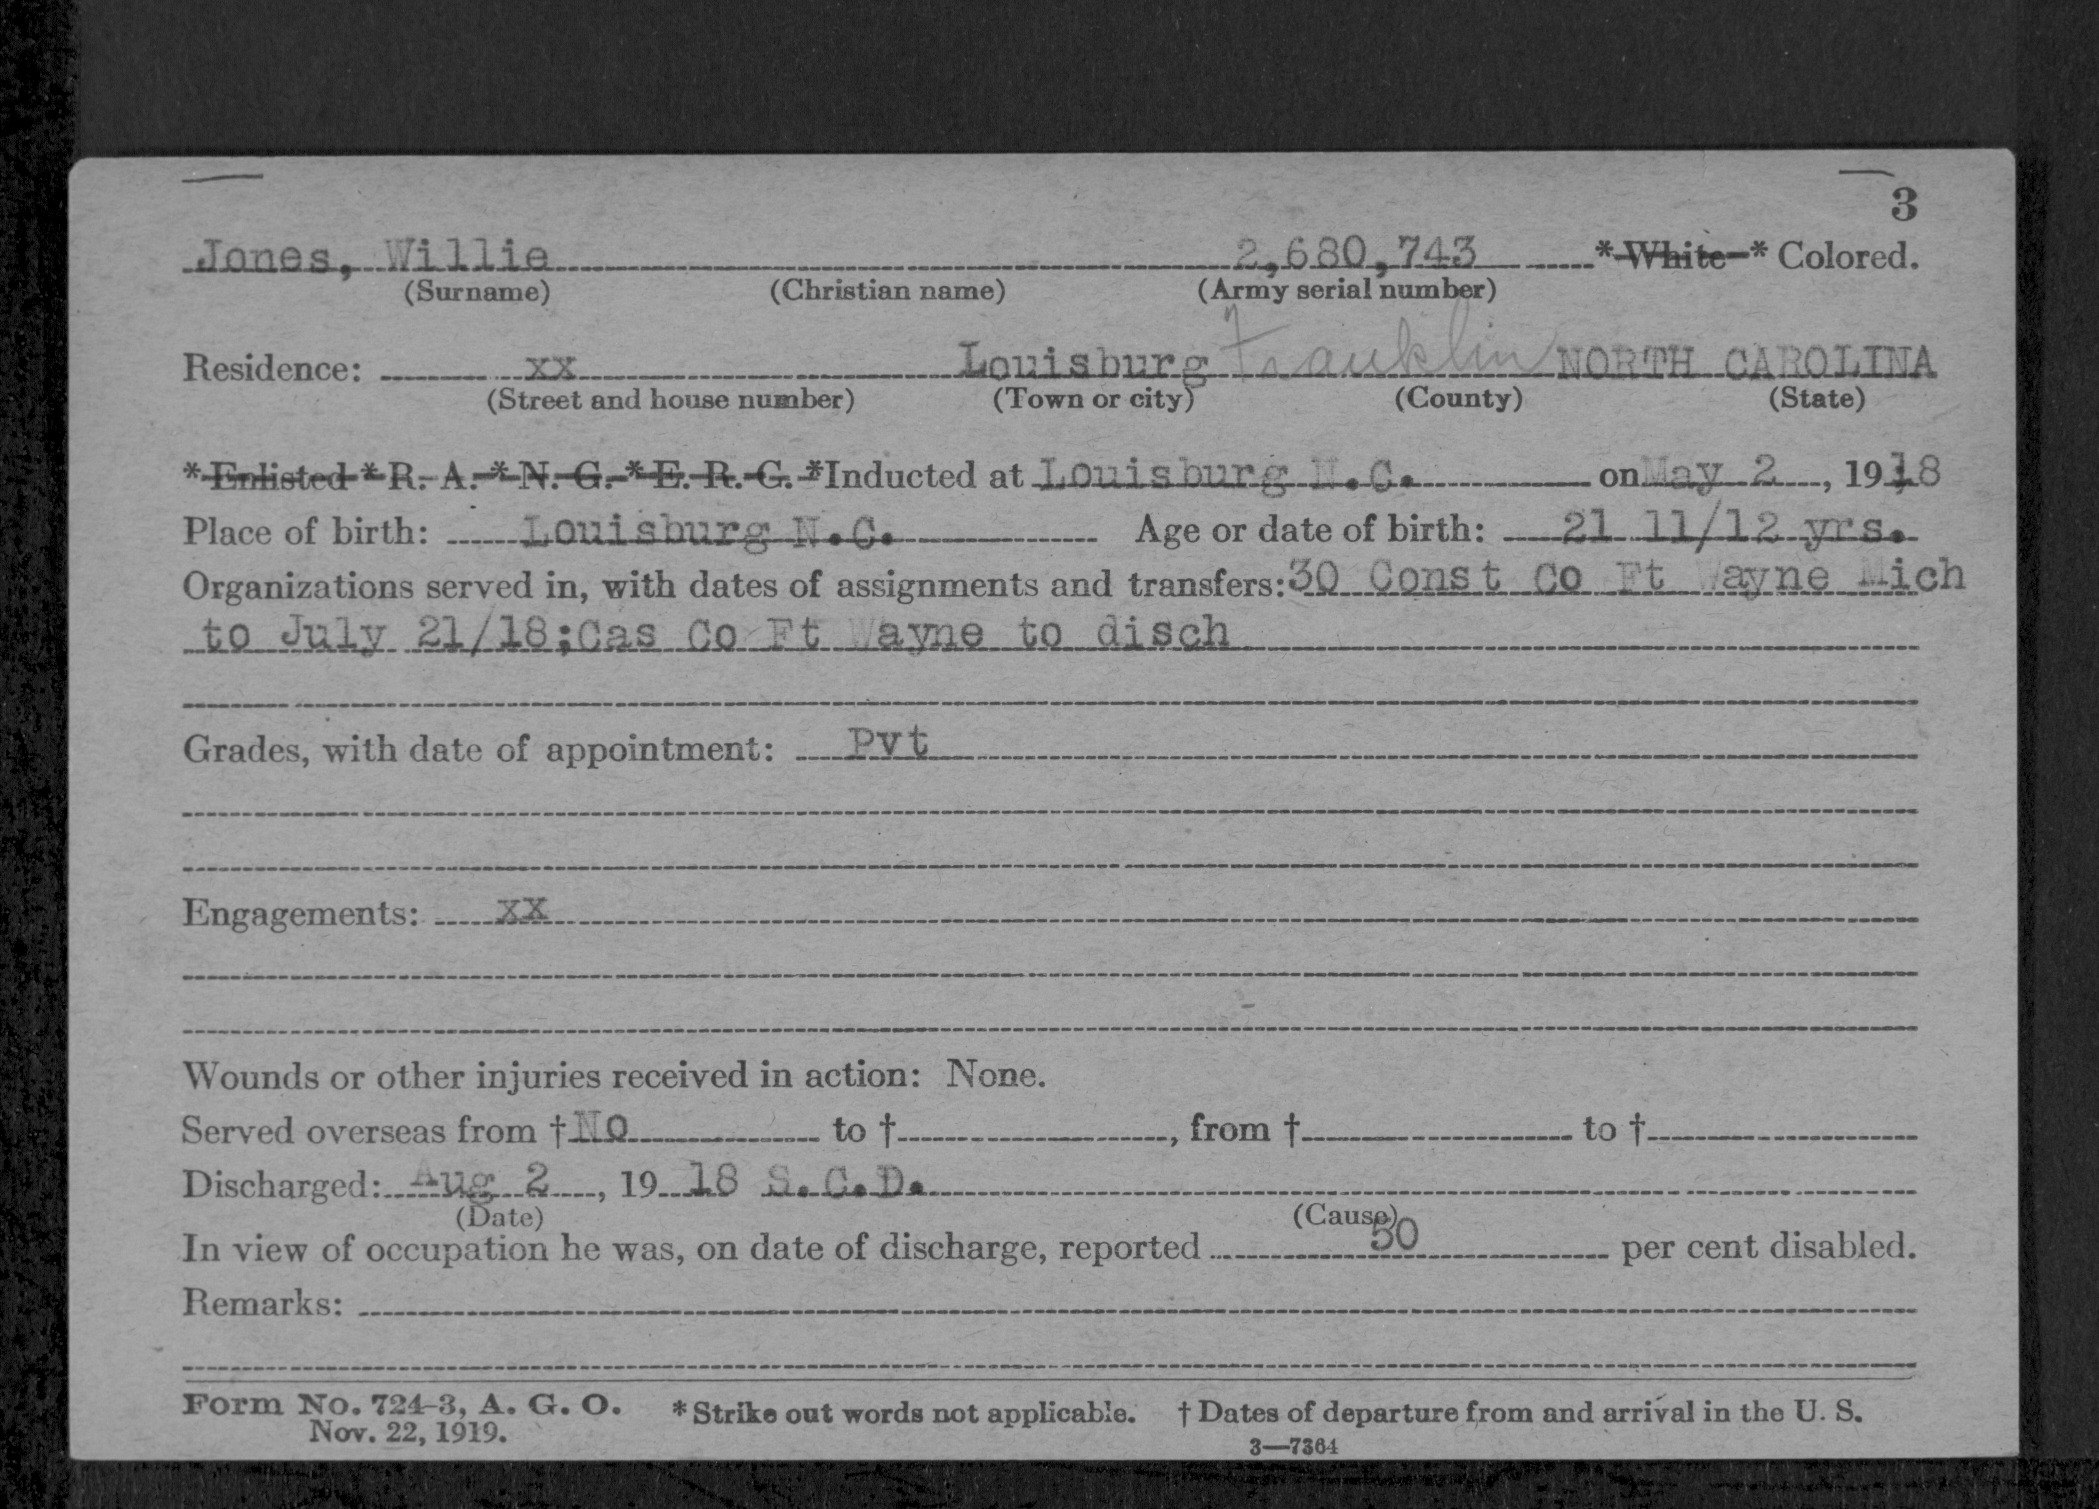 3
Jones, Willie 2,680,743 *White * Colored.
(Surname) (Christian name) (Army serial number)
Residence: xx Louisburg Franklin NORTH CAROLINA
(Street and house number) (Town or city) (County) (State)
*Enlisted *R. A. *N. G. *E. R. C. *Inducted at Louisburg N.C. on May 2, 1918
Place of birth: Louisburg N.C. Age or date of birth: 21 11/12 yrs.
Organizations served in, with dates of assignments and transfers: 30 Const Co Ft Wayne Mich
to July 21/18;Cas Co Ft Wayne to disch
Grades, with date of appointment: Pvt
Engagements: xx
Wounds or other injuries received in action: None.
Served overseas from † No to †, from † to †
Discharged: Aug 2, 1918 S.C.D.
(Date) (Cause)
In view of occupation he was, on date of discharge, reported 50 per cent disabled.
Remarks:
Form No. 724-3, A. G. O. *Strike out words not applicable. † Dates of departure from and arrival in the U. S.
Nov. 22, 1919. 3—7364